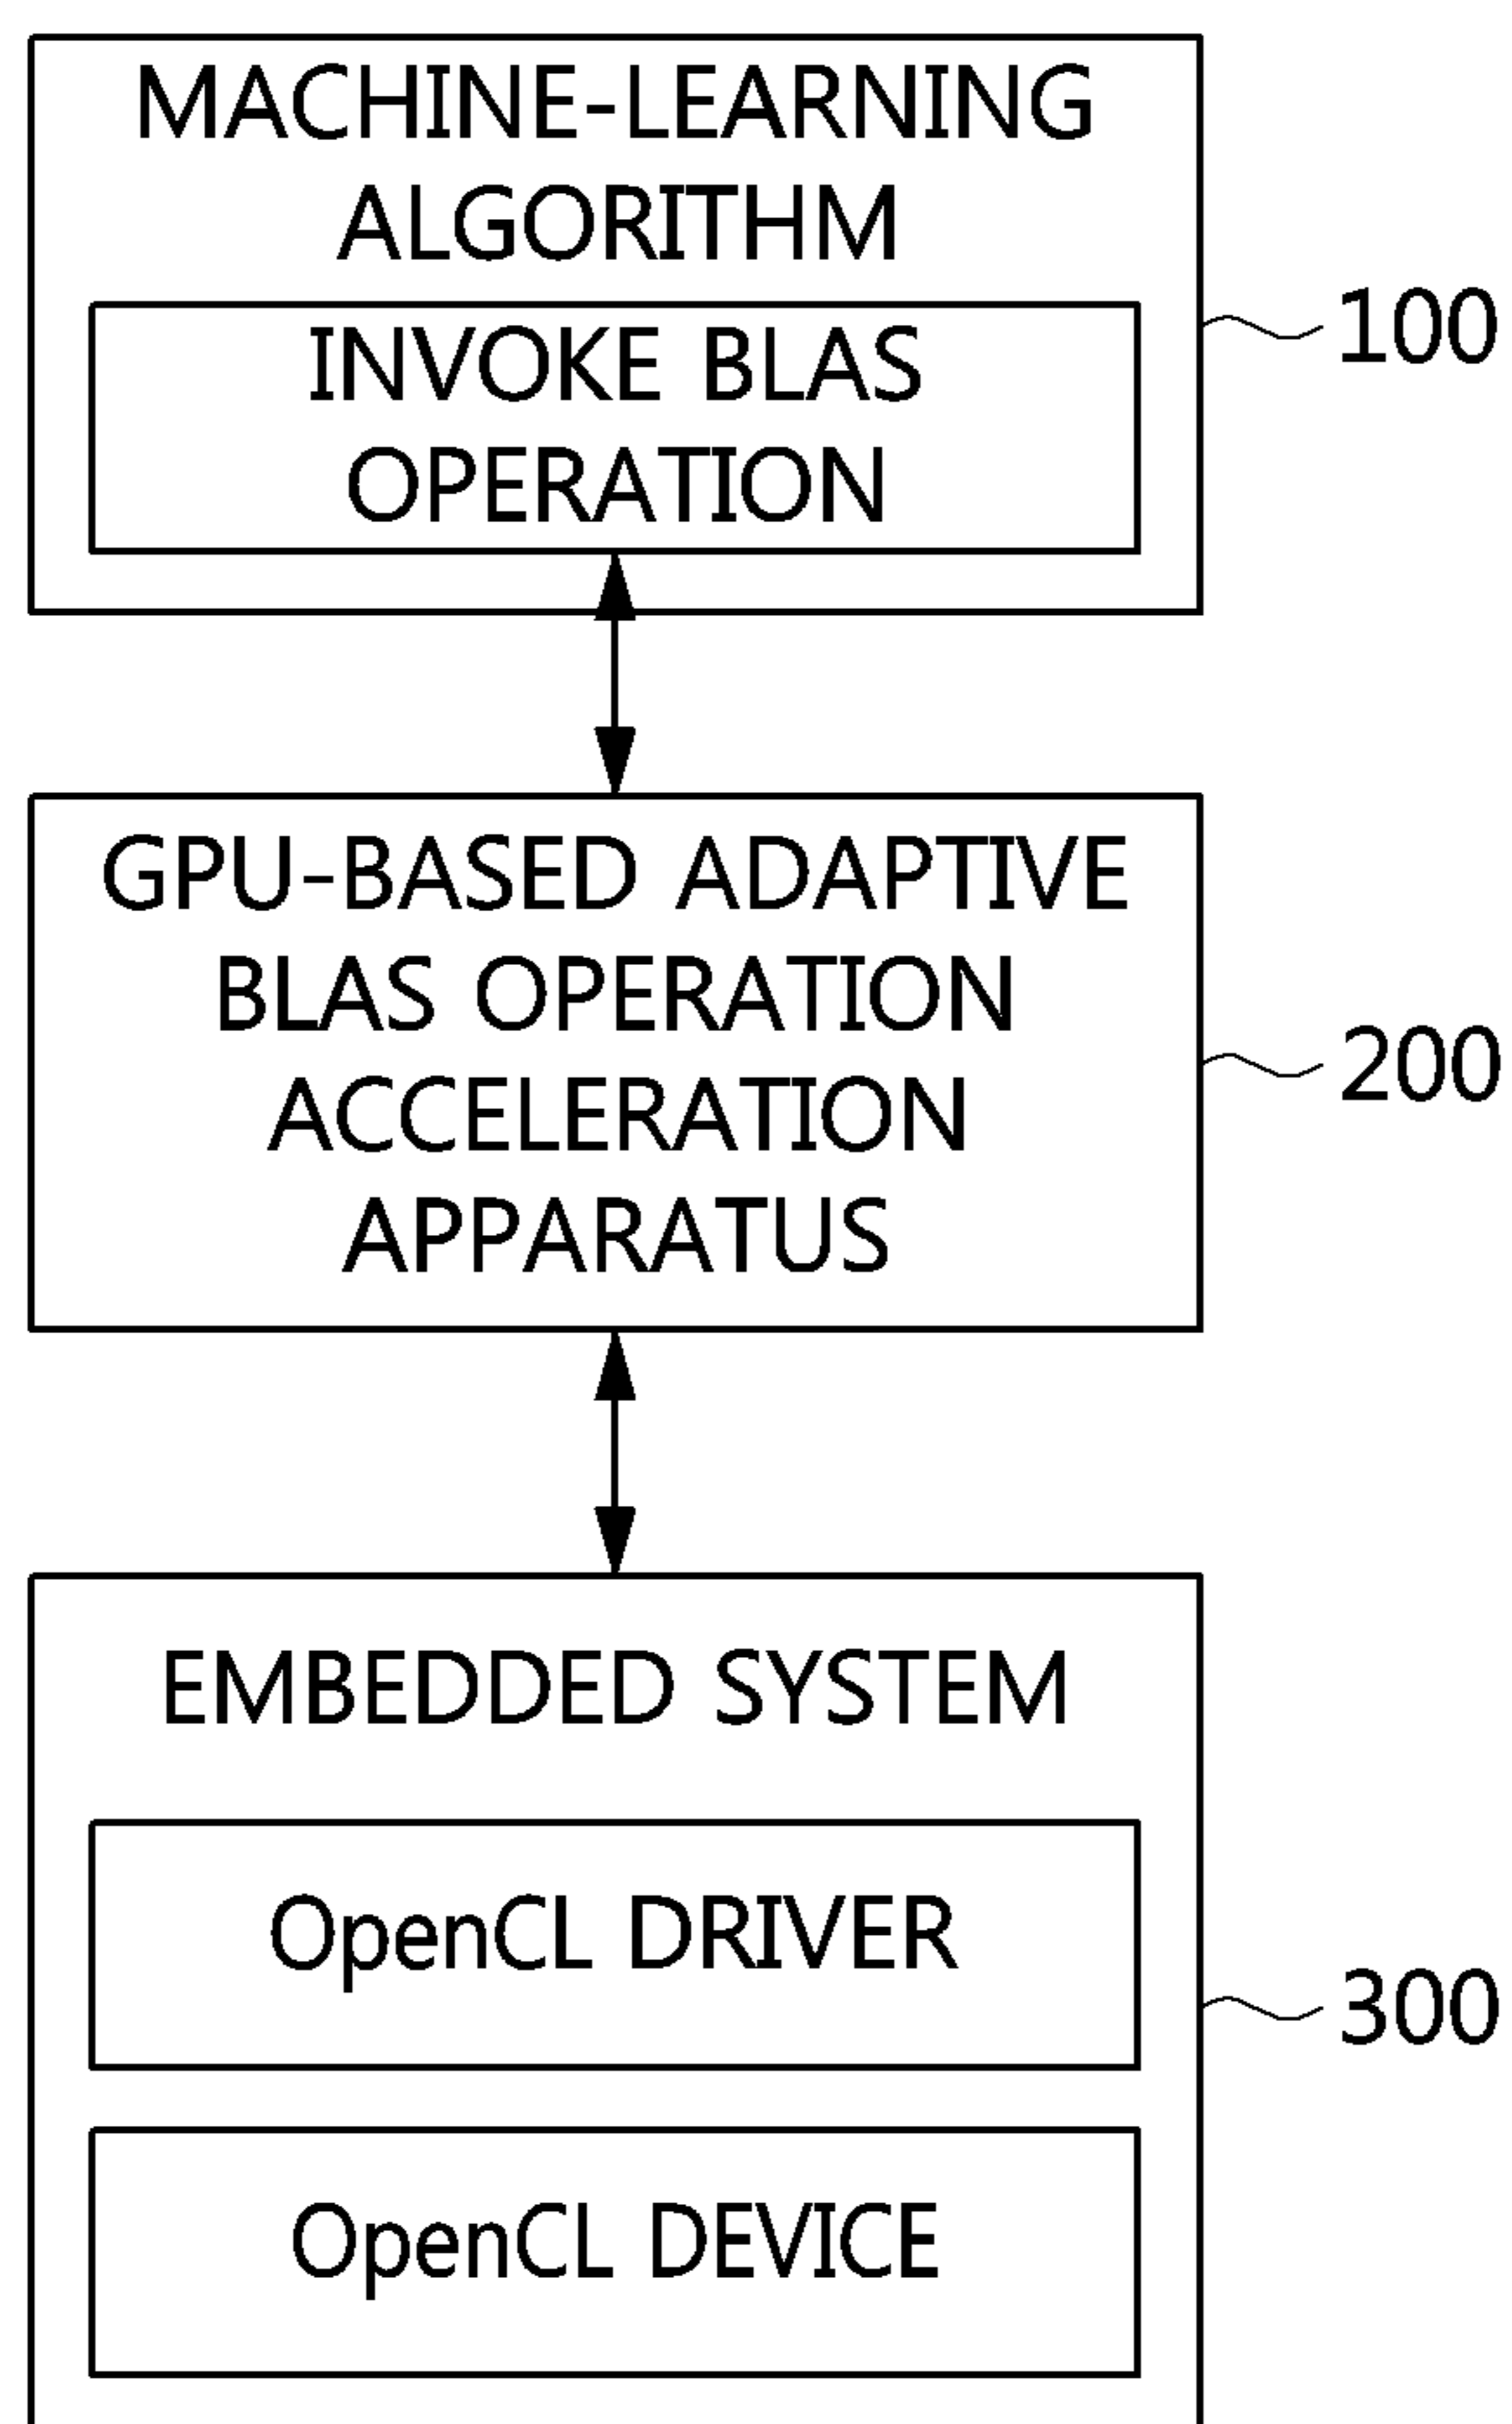 MACHINE-LEARNING
ALGORITHM
INVOKE BLAS
OPERATION
100
GPU-BASED ADAPTIVE
BLAS OPERATION
ACCELERATION
APPARATUS
200
EMBEDDED SYSTEM
OpenCL DRIVER
300
OpenCL DEVICE